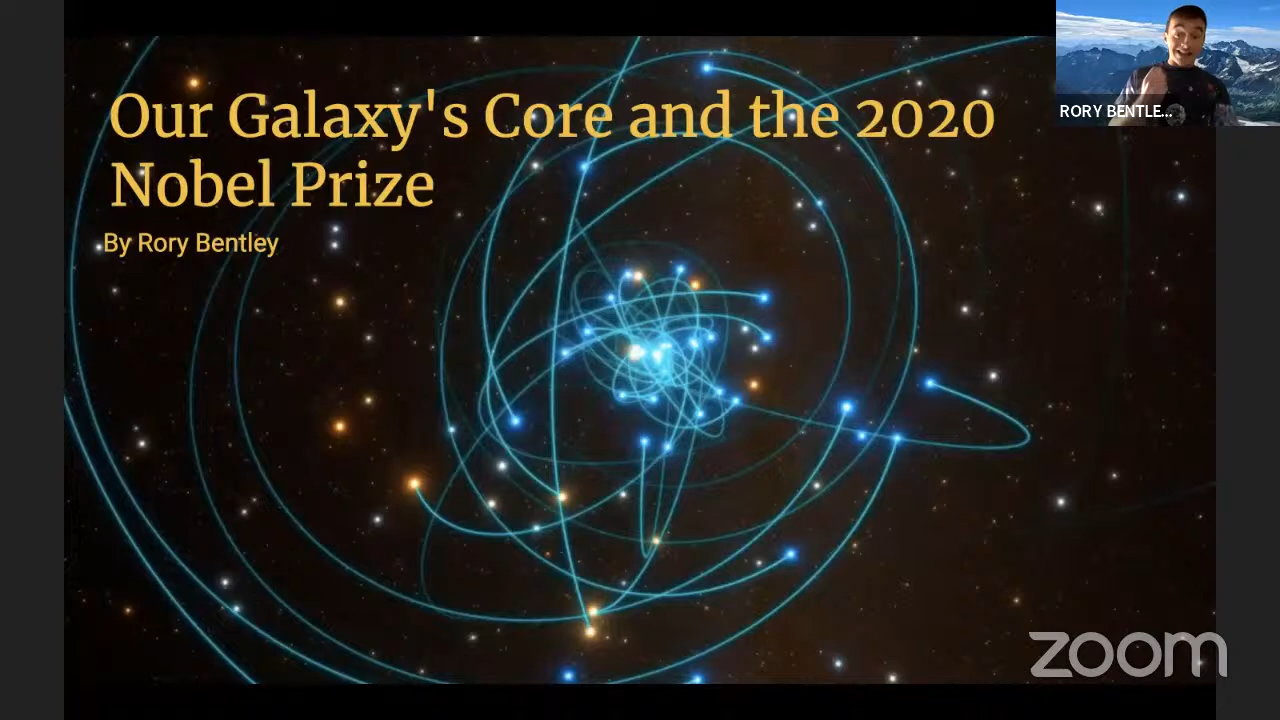 Our Galaxy's Core and the 2020
Nobel Prize
By Rory Bentley
RORY BENTLE...
zoom